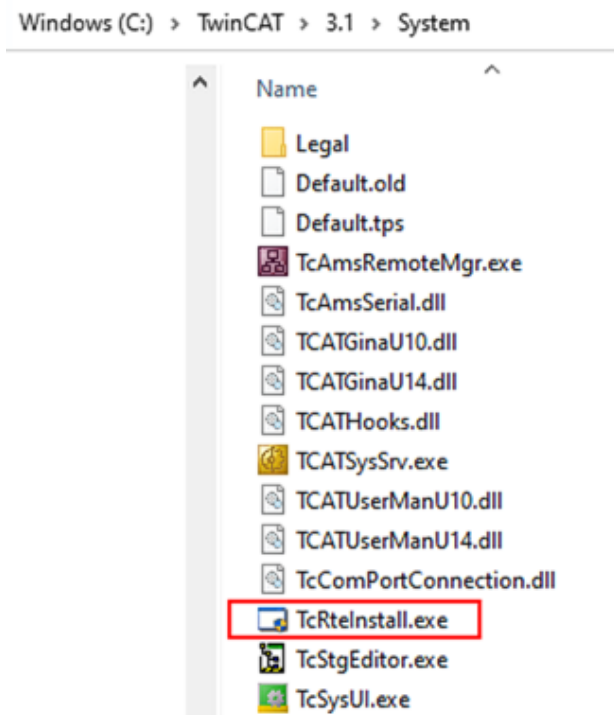 Windows (C:) > TwinCAT > 3.1 > System
Name
Legal
Default.old
Default.tps
TcAmsRemoteMgr.exe
TcAmsSerial.dll
TCATGinaU10.dll
TCATGinaU14.dll
TCATHooks.dll
TCATSysSrv.exe
TCATUserManU10.dll
TCATUserManU14.dll
TcComPortConnection.dll
TcRteInstall.exe
TcStgEditor.exe
TcSysUI.exe